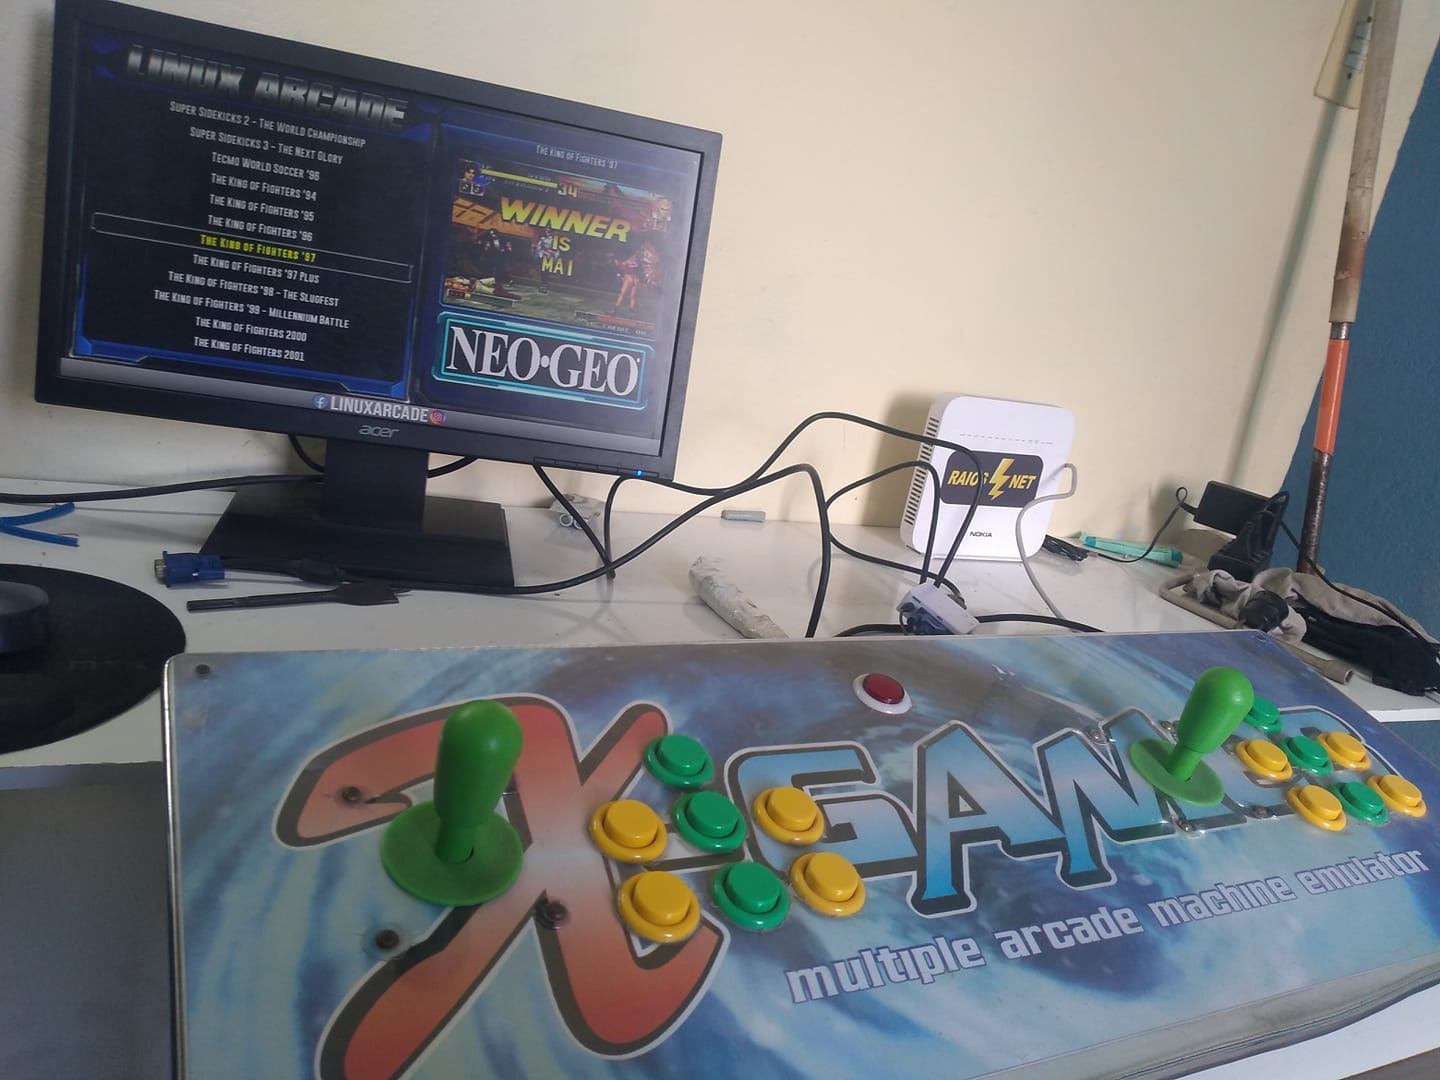 LINUX ARCADE
SUPER SIDEKICKS 2 - THE WORLD CHAMPIONSHIP
SUPER SIDEKICKS 3 - THE NEXT GLORY
TECMO WORLD SOCCER '96
THE KING OF FIGHTERS '94
THE KING OF FIGHTERS '95
THE KING OF FIGHTERS '96
THE KING OF FIGHTERS '97
THE KING OF FIGHTERS '97 PLUS
THE KING OF FIGHTERS '98 - THE SLUGFEST
THE KING OF FIGHTERS '99 - MILLENNIUM BATTLE
THE KING OF FIGHTERS 2000
THE KING OF FIGHTERS 2001
THE KING OF FIGHTERS '97
34
WINNER
IS
MAI
NEO•GEO
LINUXARCADE
acer
RAIOS NET
NOKIA
X-GAMES
multiple arcade machine emulator